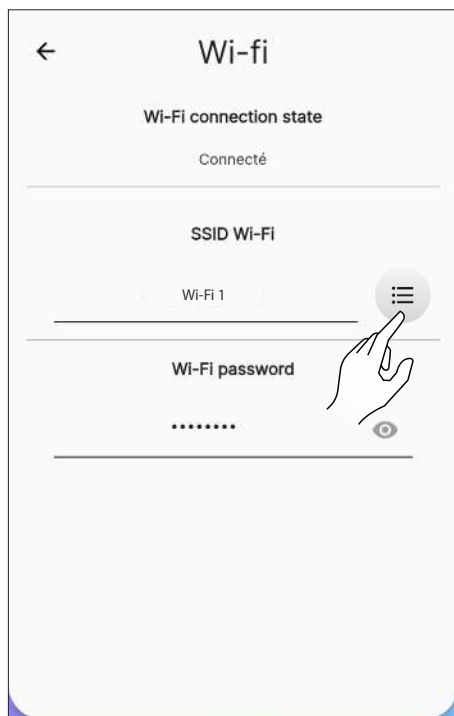 Wi-fi
Wi-Fi connection state
Connecté
SSID Wi-Fi
Wi-Fi 1
Wi-Fi password
••••••••